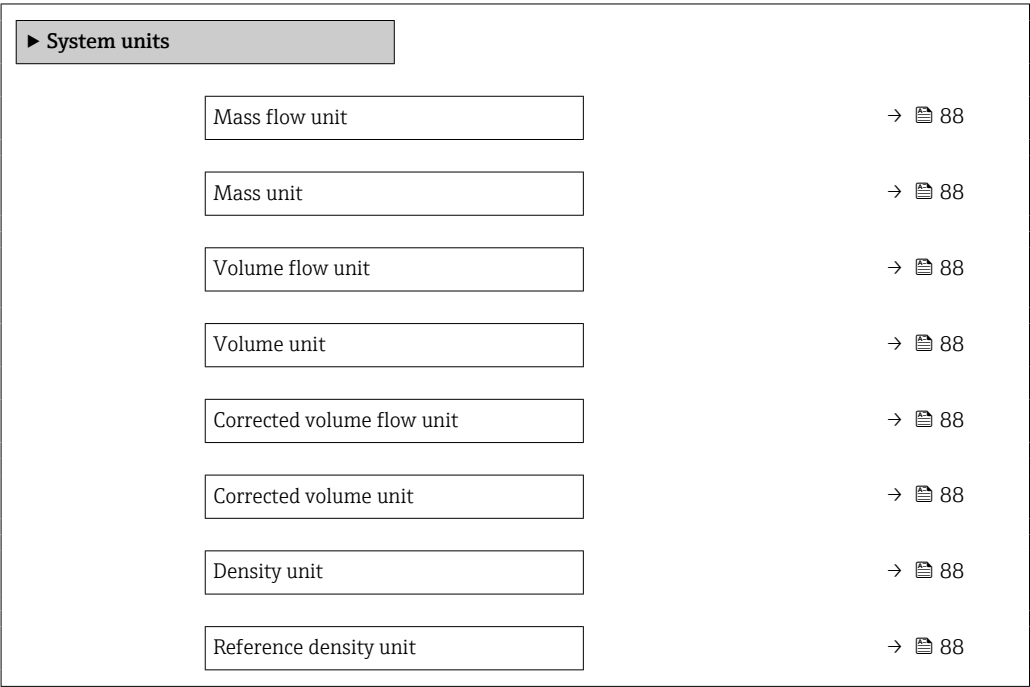 ▶ System units
Mass flow unit → 88
Mass unit → 88
Volume flow unit → 88
Volume unit → 88
Corrected volume flow unit → 88
Corrected volume unit → 88
Density unit → 88
Reference density unit → 88